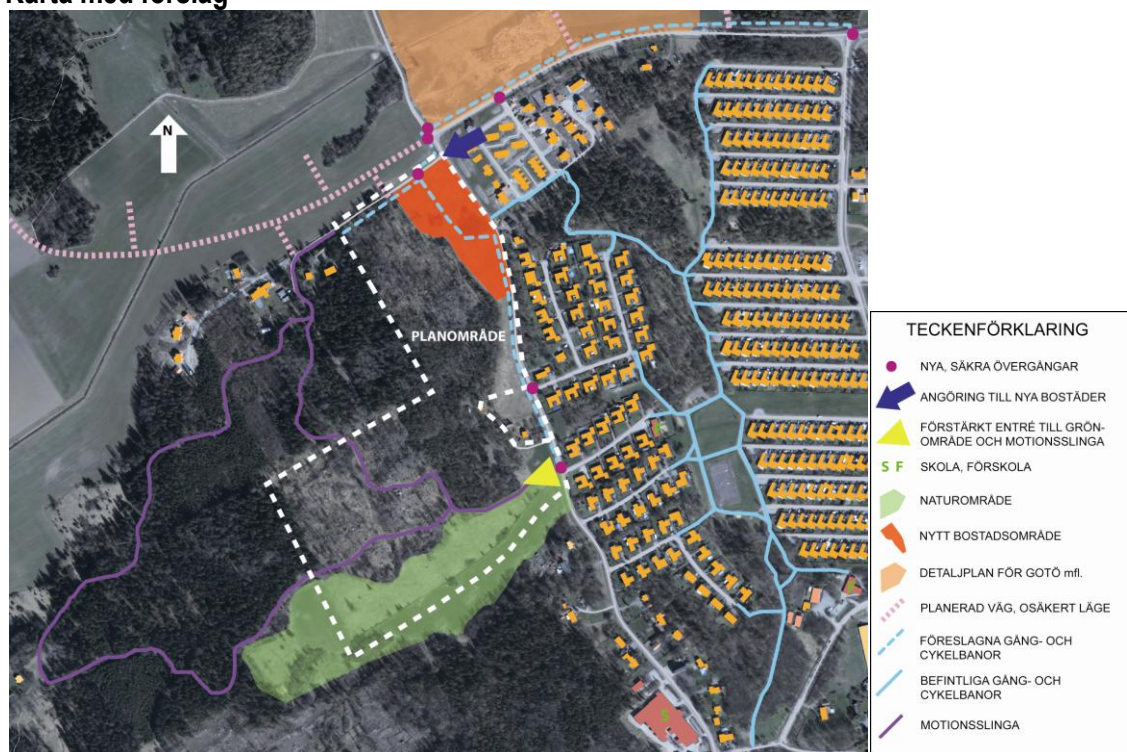 Karta med förslag
N
PLANOMRÅDE
S
TECKENFÖRKLARING
NYA, SÄKRA ÖVERGÅNGAR
ANGÖRING TILL NYA BOSTÄDER
FÖRSTÄRKT ENTRÉ TILL GRÖN-
OMRÅDE OCH MOTIONSSLINGA
S F SKOLA, FÖRSKOLA
NATUROMRÅDE
NYTT BOSTADSOMRÅDE
DETALJPLAN FÖR GOTÖ mfl.
PLANERAD VÄG, OSÄKERT LÄGE
FÖRESLAGNA GÅNG- OCH
CYKELBANOR
BEFINTLIGA GÅNG- OCH
CYKELBANOR
MOTIONSSLINGA